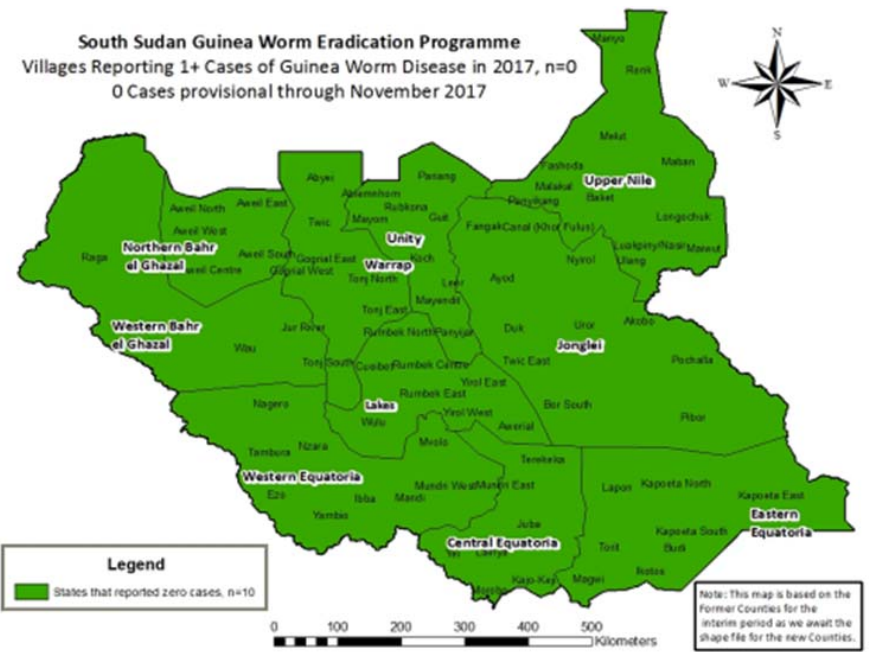 South Sudan Guinea Worm Eradication Programme
Villages Reporting 1+ Cases of Guinea Worm Disease in 2017, n=0
0 Cases provisional through November 2017
N
W
E
S
Manyo
Renk
Melut
Fashoda
Maban
Malakal
Upper Nile
Panyikang
Baliet
Longochuk
Abyei
Pariang
Abiemnhom
Rubkona
Aweil North
Aweil East
Twic
Mayom
Guit
Fangak
Canal (Khor Fulus)
Aweil West
Unity
Luakpiny/Nasir
Maiwut
Northern Bahr
el Ghazal
Raga
Aweil South
Gogrial East
Koch
Nyirol
Ulang
Aweil Centre
Gogrial West
Warrap
Tonj North
Leer
Ayod
Mayendit
Tonj East
Western Bahr
el Ghazal
Jur River
Rumbek North
Panyijar
Duk
Uror
Akobo
Wau
Jonglei
Tonj South
Cueibet
Rumbek Centre
Twic East
Pochalla
Yirol East
Rumbek East
Nagero
Lakes
Yirol West
Bor South
Pibor
Wulu
Awerial
Mvolo
Tambura
Nzara
Terekeka
Western Equatoria
Mundri West
Mundri East
Lapon
Kapoeta North
Ezo
Ibba
Maridi
Kapoeta East
Yambio
Eastern
Equatoria
Juba
Kapoeta South
Central Equatoria
Torit
Budi
Yei
Lainya
Ikotos
Morobo
Kajo-Keji
Magwi
Legend
States that reported zero cases, n=10
0 100 200 300 400 500
Kilometers
Note: This map is based on the
Former Counties for the
interim period as we await the
shape file for the new Counties.